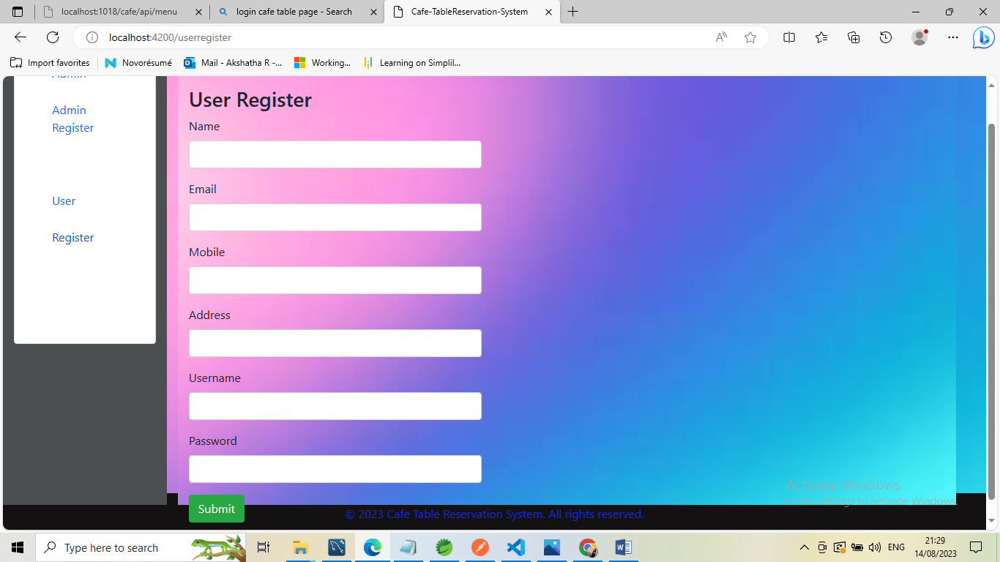 localhost:1018/cafe/api/menu
login cafe table page - Search
Cafe-TableReservation-System
localhost:4200/userregister
Import favorites
Novorésumé
Mail - Akshatha R -...
Working...
Learning on Simplil...
Admin
Admin
Register
User
Register
User Register
Name
Email
Mobile
Address
Username
Password
Submit
© 2023 Cafe Table Reservation System. All rights reserved.
Activate Windows
Go to Settings to activate Windows.
Type here to search
ENG
21:29
14/08/2023